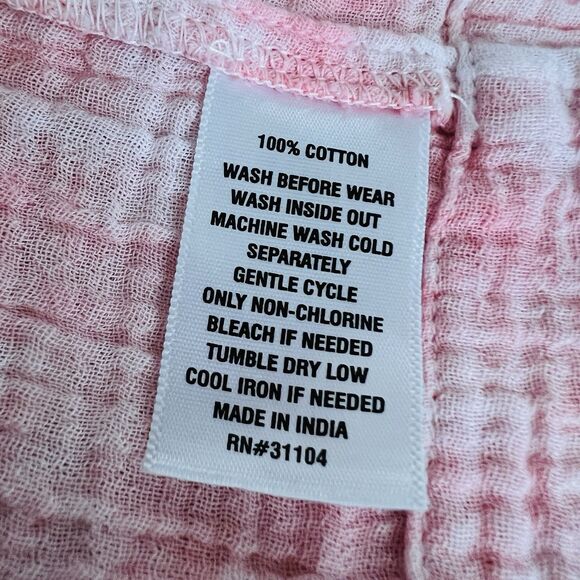 100% COTTON
WASH BEFORE WEAR
WASH INSIDE OUT
MACHINE WASH COLD
SEPARATELY
GENTLE CYCLE
ONLY NON-CHLORINE
BLEACH IF NEEDED
TUMBLE DRY LOW
COOL IRON IF NEEDED
MADE IN INDIA
RN#31104